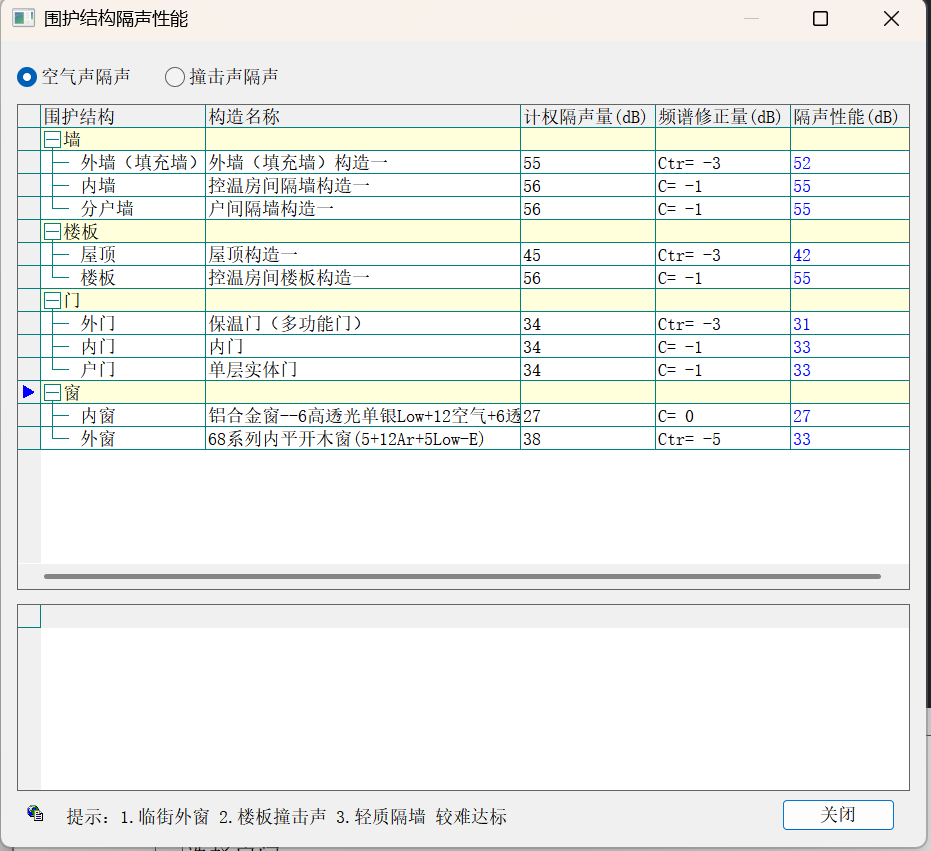 围护结构隔声性能
空气声隔声 撞击声隔声
围护结构 构造名称 计权隔声量(dB) 频谱修正量(dB) 隔声性能(dB)
墙
外墙（填充墙） 外墙（填充墙）构造一 55 Ctr= -3 52
内墙 控温房间隔墙构造一 56 C= -1 55
分户墙 户间隔墙构造一 56 C= -1 55
楼板
屋顶 屋顶构造一 45 Ctr= -3 42
楼板 控温房间楼板构造一 56 C= -1 55
门
外门 保温门（多功能门） 34 Ctr= -3 31
内门 内门 34 C= -1 33
户门 单层实体门 34 C= -1 33
窗
内窗 铝合金窗--6高透光单银Low+12空气+6透 27 C= 0 27
外窗 68系列内平开木窗(5+12Ar+5Low-E) 38 Ctr= -5 33
提示：1.临街外窗 2.楼板撞击声 3.轻质隔墙 较难达标
关闭